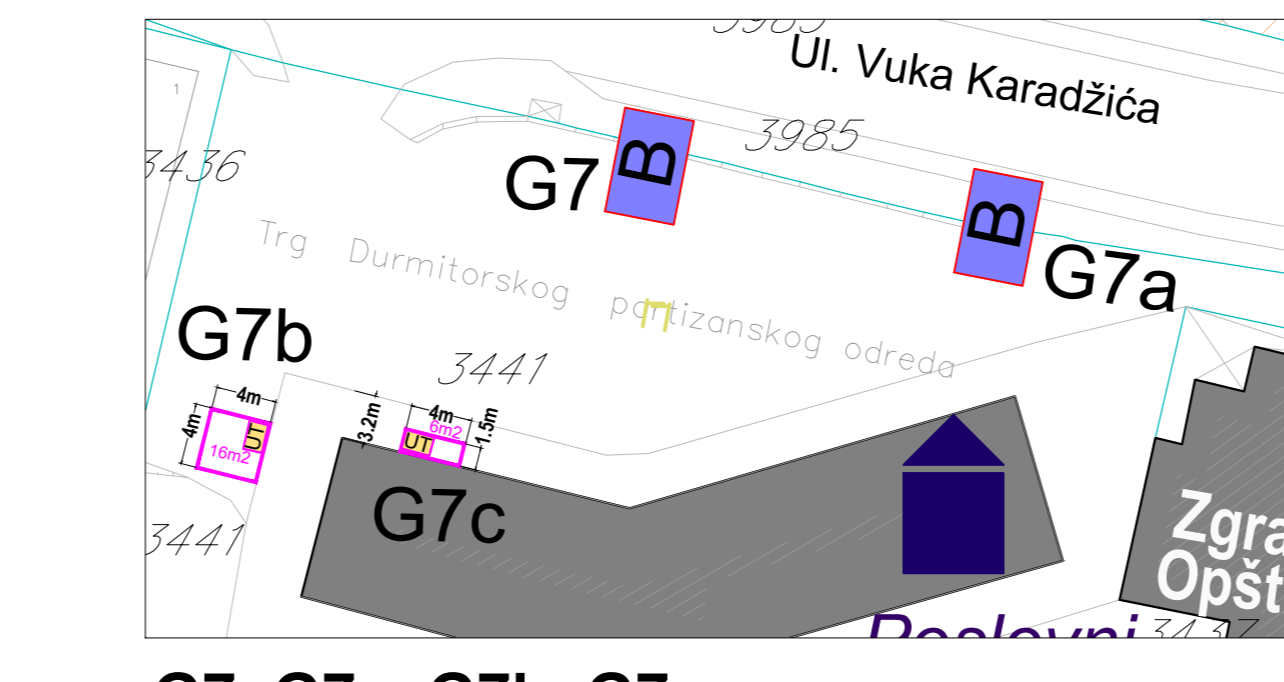 3985
Ul. Vuka Karadžića
1
3985
3436
G7
B
B
G7a
Trg Durmitorskog partizanskog odreda
П
G7b
3441
4m
4m
UT
16m2
3.2m
4m
6m2
1.5m
UT
G7c
3441
Zgra
Opšt
Poslovni
3437